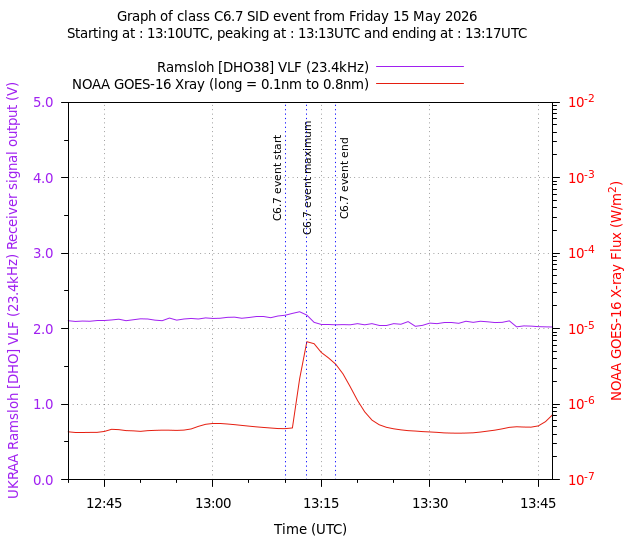 Graph of class C6.7 SID event from Friday 15 May 2026
Starting at : 13:10UTC, peaking at : 13:13UTC and ending at : 13:17UTC
Ramsloh [DHO38] VLF (23.4kHz)
NOAA GOES-16 Xray (long = 0.1nm to 0.8nm)
UKRAA Ramsloh [DHO] VLF (23.4kHz) Receiver signal output (V)
5.0
4.0
3.0
2.0
1.0
0.0
C6.7 event start
C6.7 event maximum
C6.7 event end
10-2
10-3
10-4
10-5
10-6
10-7
NOAA GOES-16 X-ray Flux (W/m2)
12:45
13:00
13:15
13:30
13:45
Time (UTC)